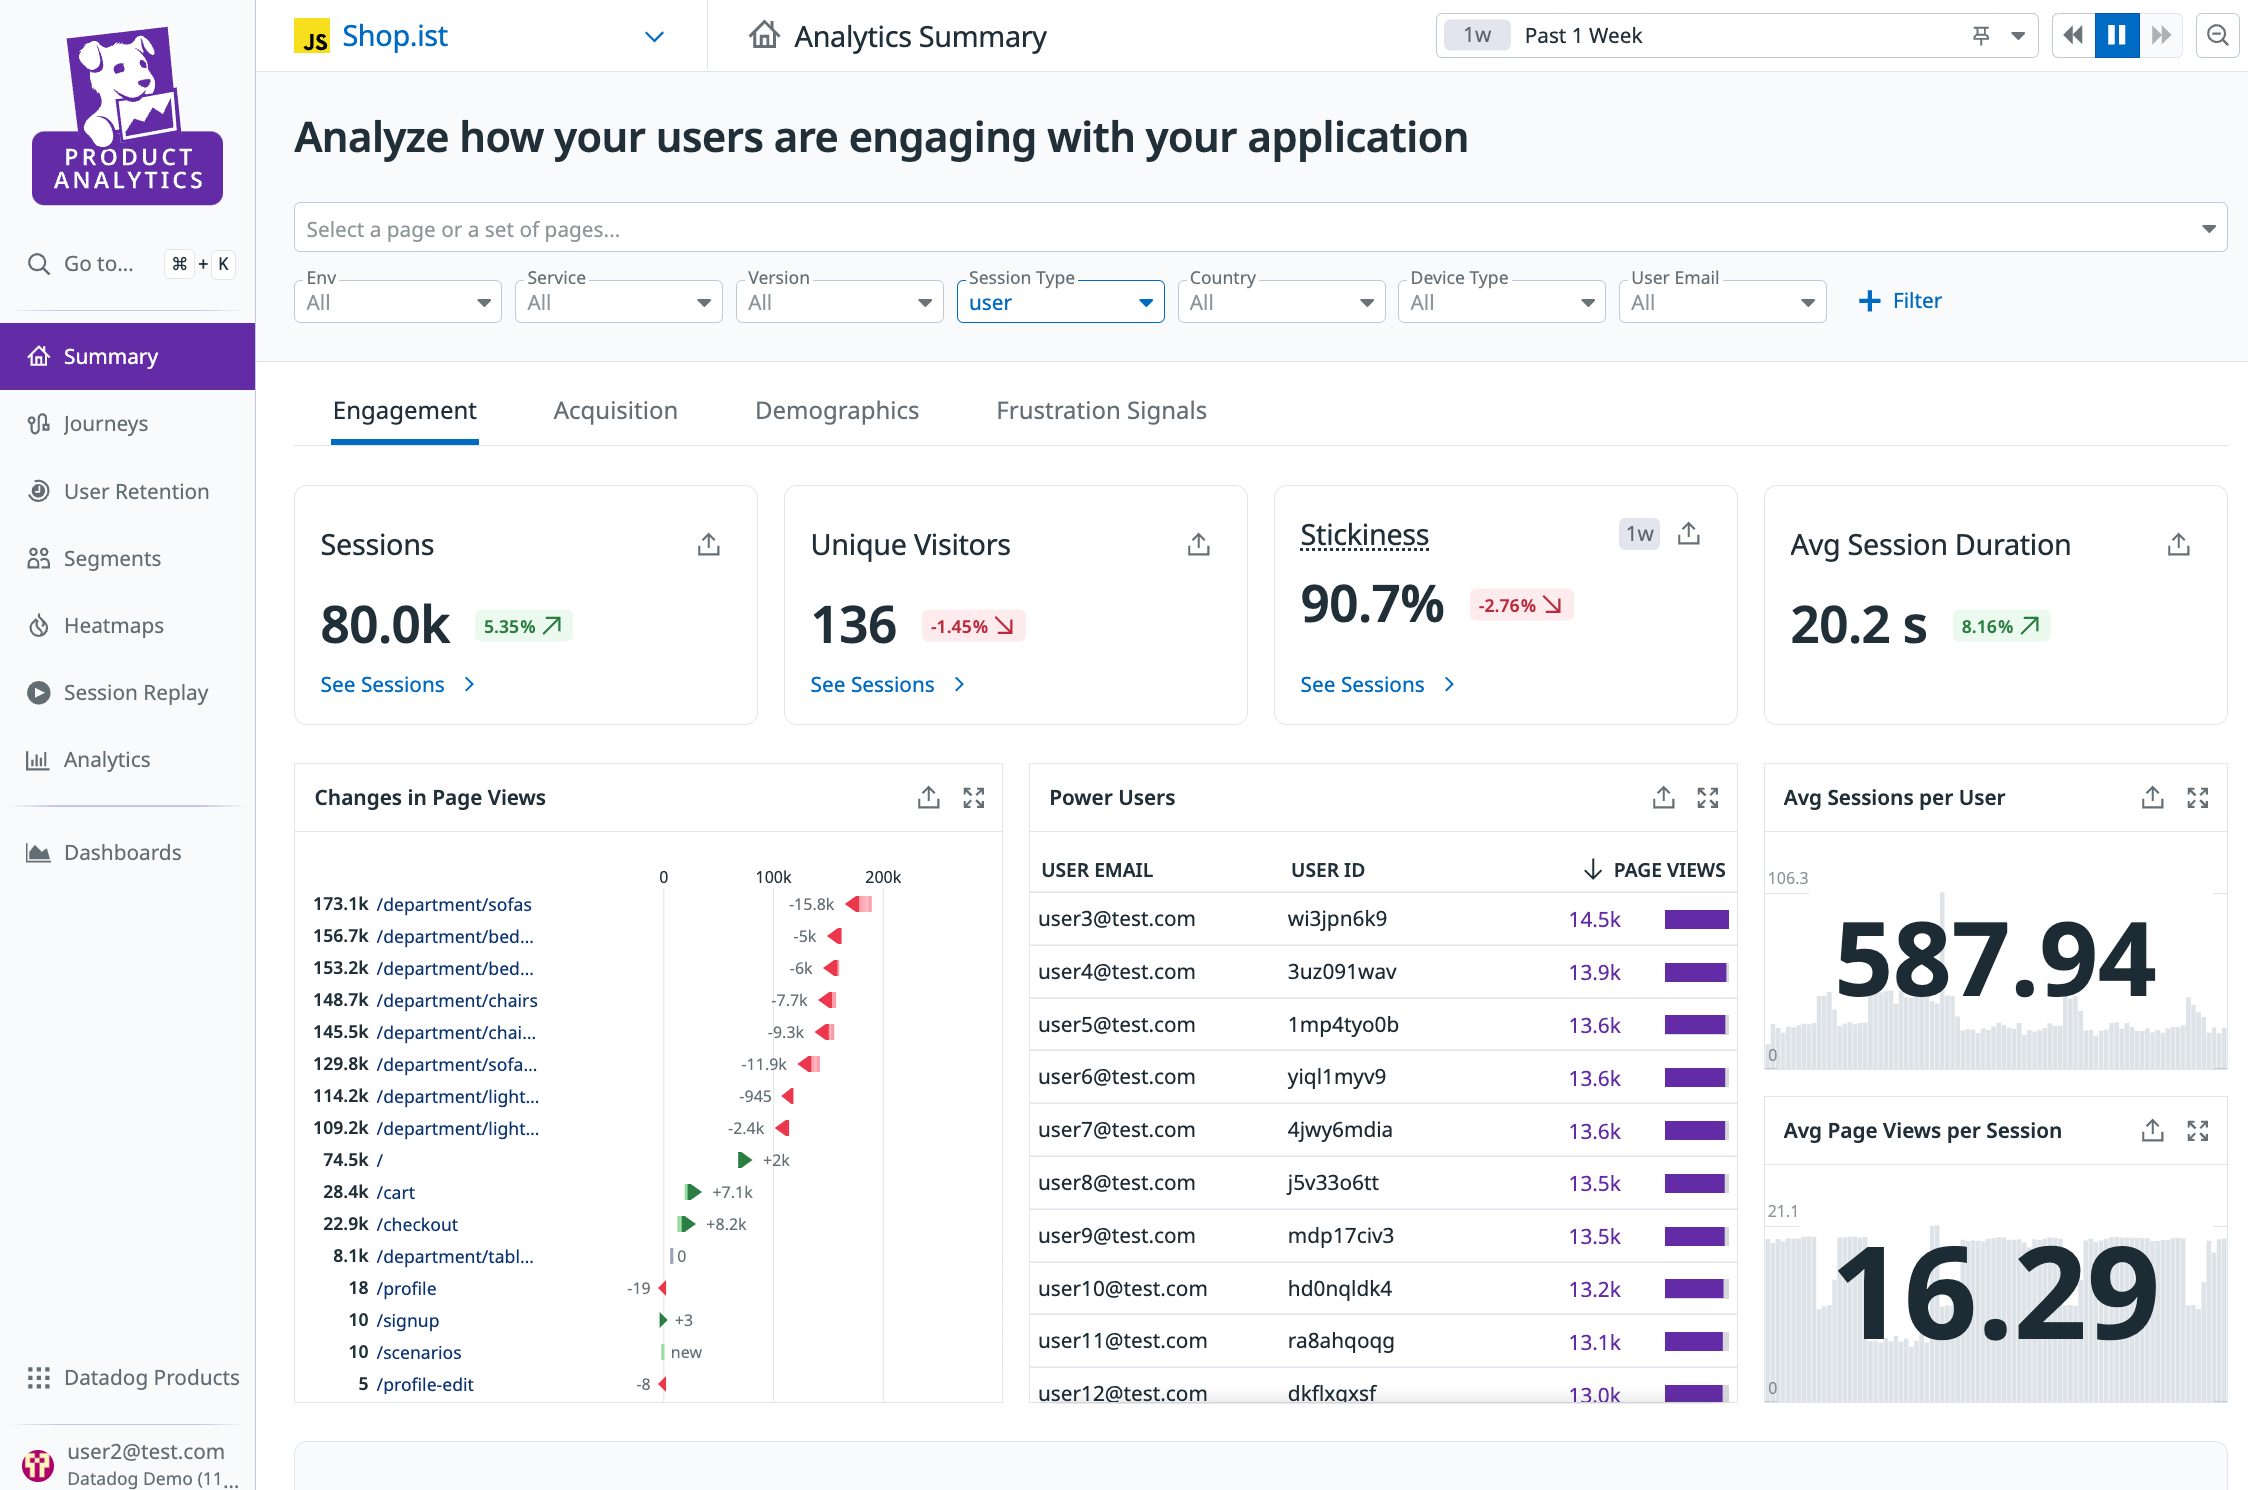 PRODUCT
ANALYTICS
Go to...
⌘ + K
Summary
Journeys
User Retention
Segments
Heatmaps
Session Replay
Analytics
Dashboards
Datadog Products
user2@test.com
Datadog Demo (11...
JS Shop.ist
Analytics Summary
1w Past 1 Week
Analyze how your users are engaging with your application
Select a page or a set of pages...
Env
All
Service
All
Version
All
Session Type
user
Country
All
Device Type
All
User Email
All
+ Filter
Engagement Acquisition Demographics Frustration Signals
Sessions
80.0k 5.35%
See Sessions
Unique Visitors
136 -1.45%
See Sessions
Stickiness 1w
90.7% -2.76%
See Sessions
Avg Session Duration
20.2 s 8.16%
Changes in Page Views
0 100k 200k
173.1k /department/sofas -15.8k
156.7k /department/bed... -5k
153.2k /department/bed... -6k
148.7k /department/chairs -7.7k
145.5k /department/chai... -9.3k
129.8k /department/sofa... -11.9k
114.2k /department/light... -945
109.2k /department/light... -2.4k
74.5k / +2k
28.4k /cart +7.1k
22.9k /checkout +8.2k
8.1k /department/tabl... 0
18 /profile -19
10 /signup +3
10 /scenarios new
5 /profile-edit -8
Power Users
USER EMAIL USER ID PAGE VIEWS
user3@test.com wi3jpn6k9 14.5k
user4@test.com 3uz091wav 13.9k
user5@test.com 1mp4tyo0b 13.6k
user6@test.com yiql1myv9 13.6k
user7@test.com 4jwy6mdia 13.6k
user8@test.com j5v33o6tt 13.5k
user9@test.com mdp17civ3 13.5k
user10@test.com hd0nqldk4 13.2k
user11@test.com ra8ahqoqg 13.1k
user12@test.com dkflxqxsf 13.0k
Avg Sessions per User
106.3
587.94
0
Avg Page Views per Session
21.1
16.29
0